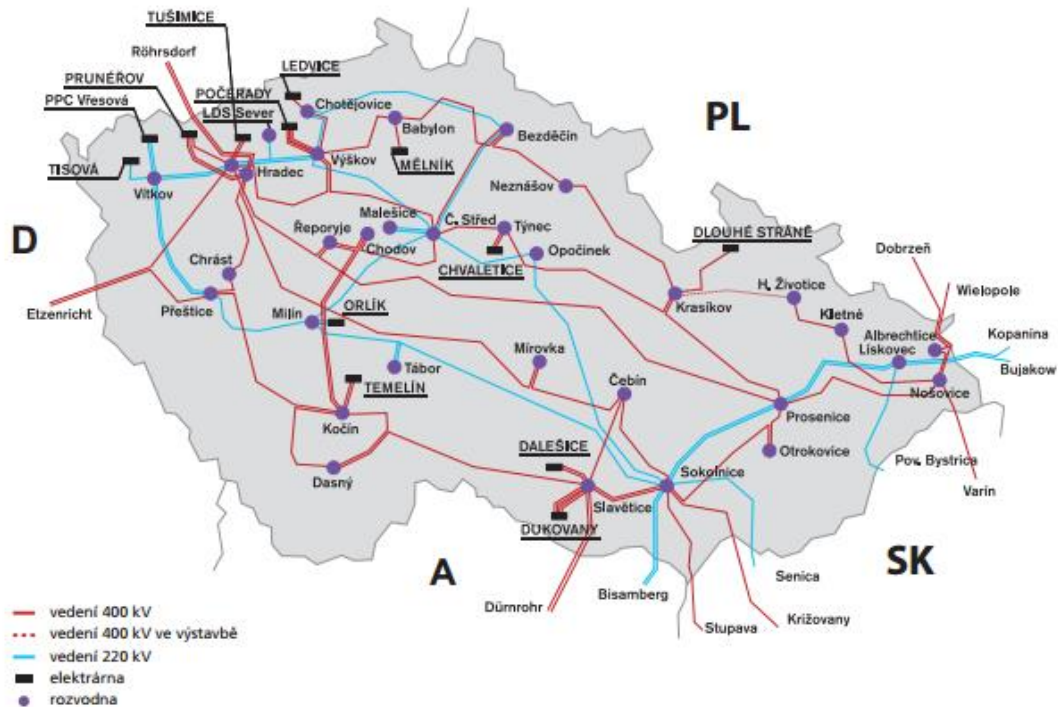 TUŠIMICE
Röhrsdorf
LEDVICE
PRUNÉŘOV
POČERADY
Chotějovice
PPC Vřesová
LDS Sever
Babylon
Bezděčín
PL
Výškov
MĚLNÍK
TISOVÁ
Hradec
Vítkov
Neznášov
Malešice
Č. Střed
Týnec
D
Řeporyje
Chodov
Opočínek
DLOUHÉ STRÁNĚ
Dobrzeň
Chrást
CHVALETICE
H. Životice
Wielopole
Etzenricht
Přeštice
Milín
ORLÍK
Krasíkov
Kletné
Kopanina
Albrechtice
Mírovka
Lískovec
Bujakow
Tábor
Čebín
TEMELÍN
Nošovice
Prosenice
Kočín
DALEŠICE
Otrokovice
Dasný
Sokolnice
Pov. Bystrica
Slavětice
Varín
DUKOVANY
A
SK
Senica
Bisamberg
Dürnrohr
Križovany
Stupava
vedení 400 kV
vedení 400 kV ve výstavbě
vedení 220 kV
elektrárna
rozvodna